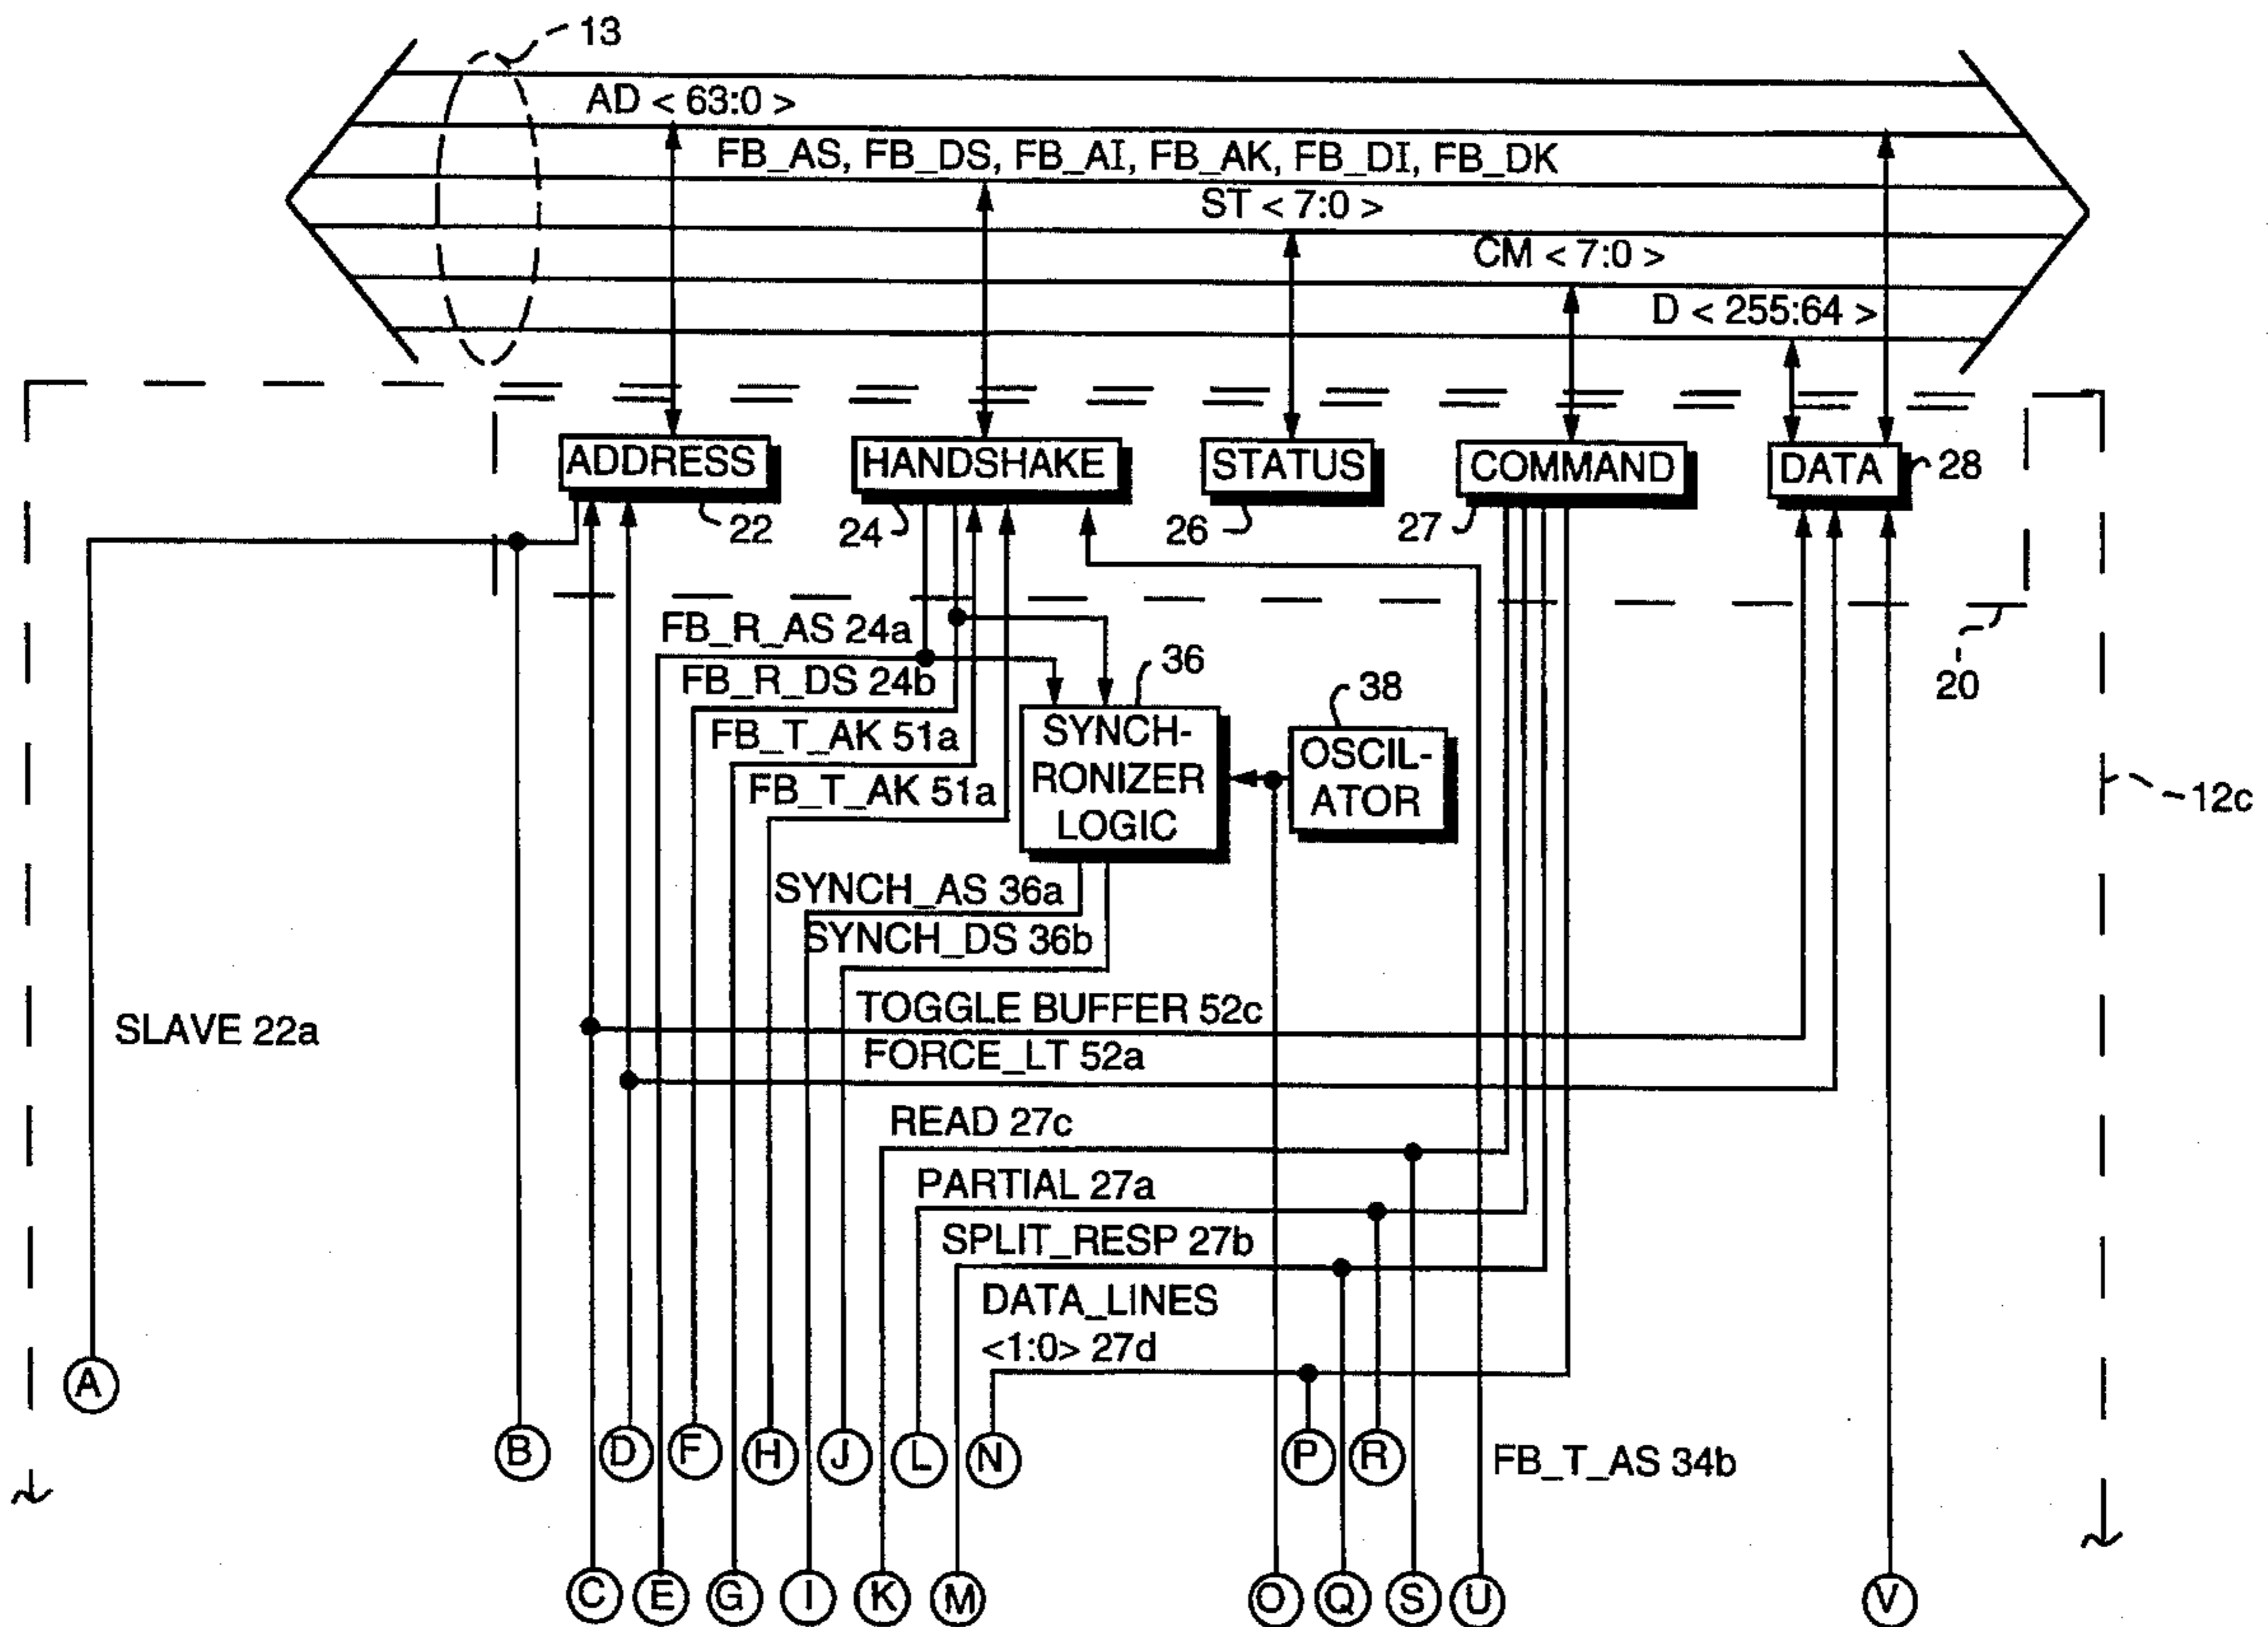 13
AD < 63:0 >
FB_AS, FB_DS, FB_AI, FB_AK, FB_DI, FB_DK
ST < 7:0 >
CM < 7:0 >
D < 255:64 >
ADDRESS
HANDSHAKE
STATUS
COMMAND
DATA
28
22
24
26
27
FB_R_AS 24a
FB_R_DS 24b
36
38
20
FB_T_AK 51a
FB_T_AK 51a
SYNCH-
RONIZER
LOGIC
OSCIL-
ATOR
12c
SYNCH_AS 36a
SYNCH_DS 36b
SLAVE 22a
TOGGLE BUFFER 52c
FORCE_LT 52a
READ 27c
PARTIAL 27a
SPLIT_RESP 27b
DATA_LINES
<1:0> 27d
A
B
D
F
H
J
L
N
P
R
FB_T_AS 34b
C
E
G
I
K
M
O
Q
S
U
V